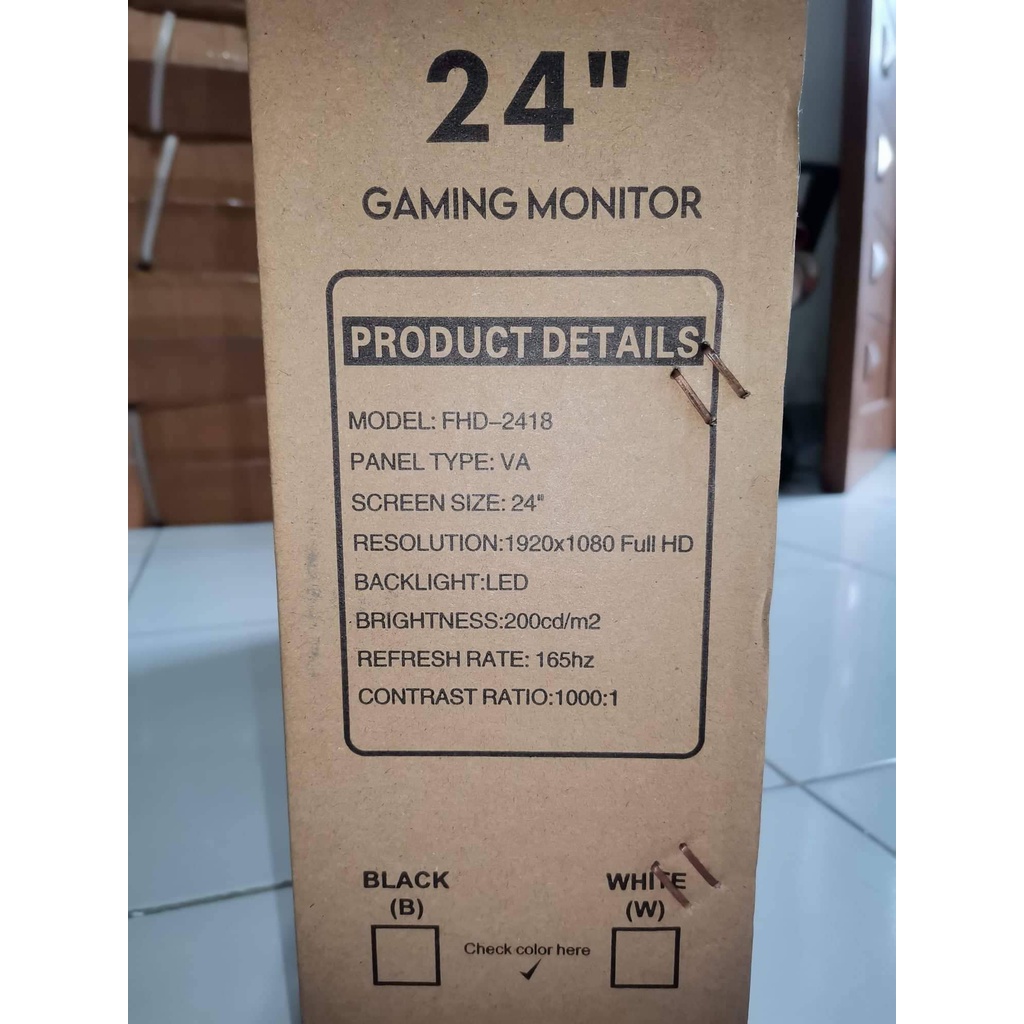 24"
GAMING MONITOR
PRODUCT DETAILS
MODEL: FHD-2418
PANEL TYPE: VA
SCREEN SIZE: 24"
RESOLUTION:1920x1080 Full HD
BACKLIGHT:LED
BRIGHTNESS:200cd/m2
REFRESH RATE: 165hz
CONTRAST RATIO:1000:1
BLACK
(B)
WHITE
(W)
Check color here